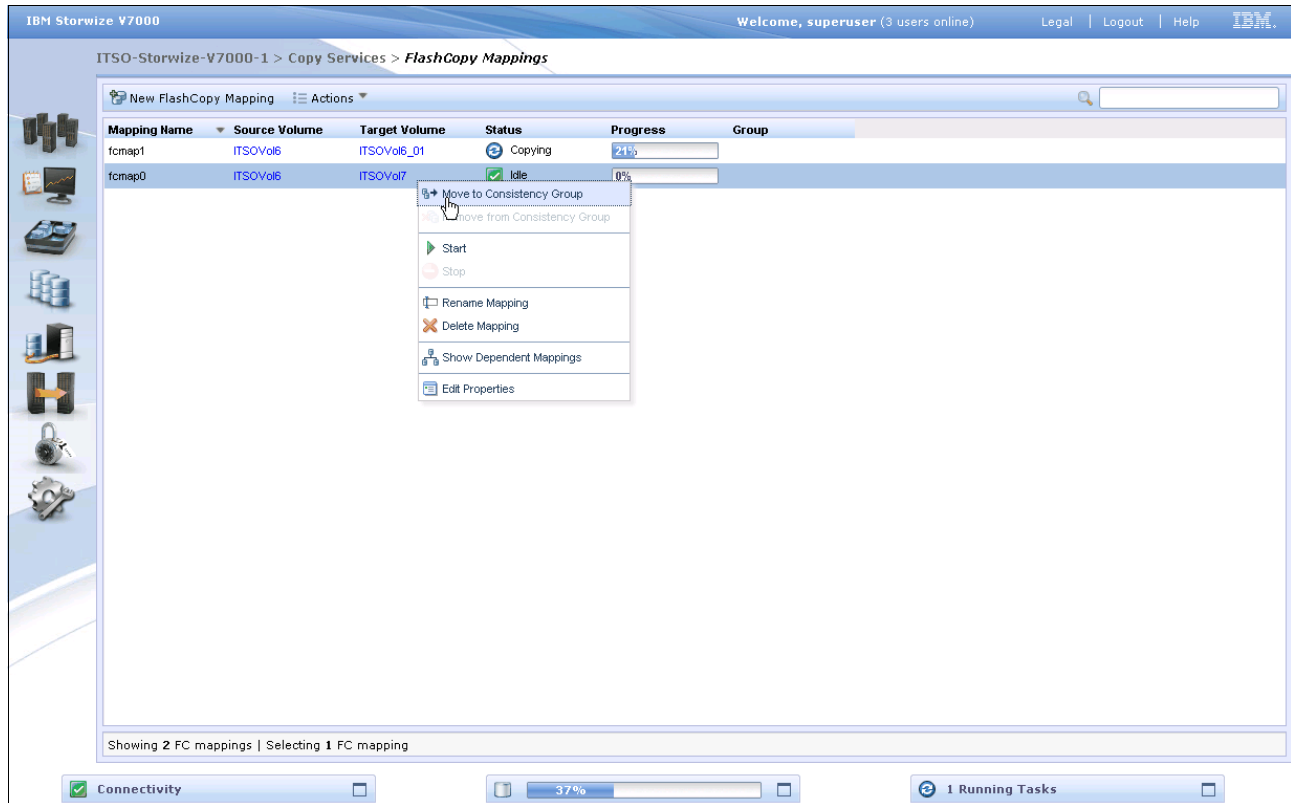 IBM Storwize V7000 Welcome, superuser (3 users online) Legal | Logout | Help IBM.
ITSO-Storwize-V7000-1 > Copy Services > FlashCopy Mappings
New FlashCopy Mapping Actions
Mapping Name Source Volume Target Volume Status Progress Group
fcmap1 ITSOVol6 ITSOVol6_01 Copying 21%
fcmap0 ITSOVol6 ITSOVol7 Idle 0%
Move to Consistency Group
from Consistency Group
Start
Stop
Rename Mapping
Delete Mapping
Show Dependent Mappings
Edit Properties
Showing 2 FC mappings | Selecting 1 FC mapping
Connectivity 37% 1 Running Tasks